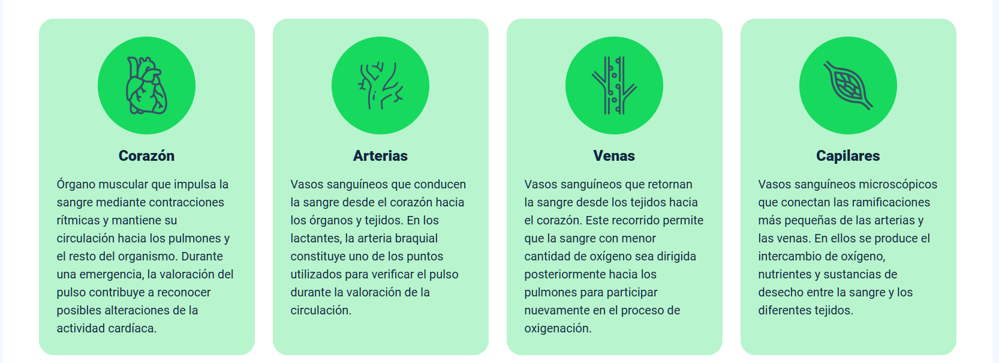 Corazón
Órgano muscular que impulsa la
sangre mediante contracciones
rítmicas y mantiene su
circulación hacia los pulmones y
el resto del organismo. Durante
una emergencia, la valoración del
pulso contribuye a reconocer
posibles alteraciones de la
actividad cardíaca.
Arterias
Vasos sanguíneos que conducen
la sangre desde el corazón hacia
los órganos y tejidos. En los
lactantes, la arteria braquial
constituye uno de los puntos
utilizados para verificar el pulso
durante la valoración de la
circulación.
Venas
Vasos sanguíneos que retornan
la sangre desde los tejidos hacia
el corazón. Este recorrido permite
que la sangre con menor
cantidad de oxígeno sea dirigida
posteriormente hacia los
pulmones para participar
nuevamente en el proceso de
oxigenación.
Capilares
Vasos sanguíneos microscópicos
que conectan las ramificaciones
más pequeñas de las arterias y
las venas. En ellos se produce el
intercambio de oxígeno,
nutrientes y sustancias de
desecho entre la sangre y los
diferentes tejidos.